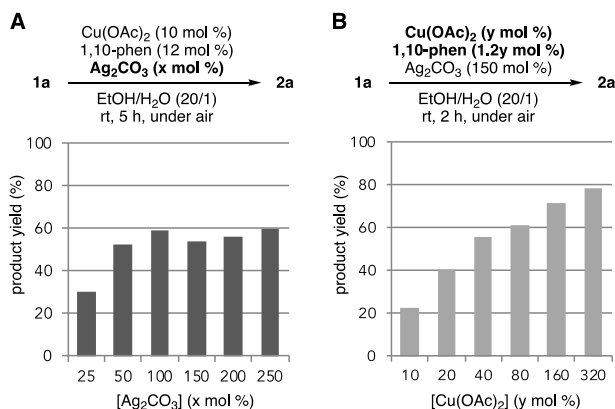 A
Cu(OAc)2 (10 mol %)
1,10-phen (12 mol %)
Ag2CO3 (x mol %)
1a 2a
EtOH/H2O (20/1)
rt, 5 h, under air
100
80
60
40
20
0
product yield (%)
25 50 100 150 200 250
[Ag2CO3] (x mol %)
B
Cu(OAc)2 (y mol %)
1,10-phen (1.2y mol %)
Ag2CO3 (150 mol %)
1a 2a
EtOH/H2O (20/1)
rt, 2 h, under air
100
80
60
40
20
0
product yield (%)
10 20 40 80 160 320
[Cu(OAc)2] (y mol %)